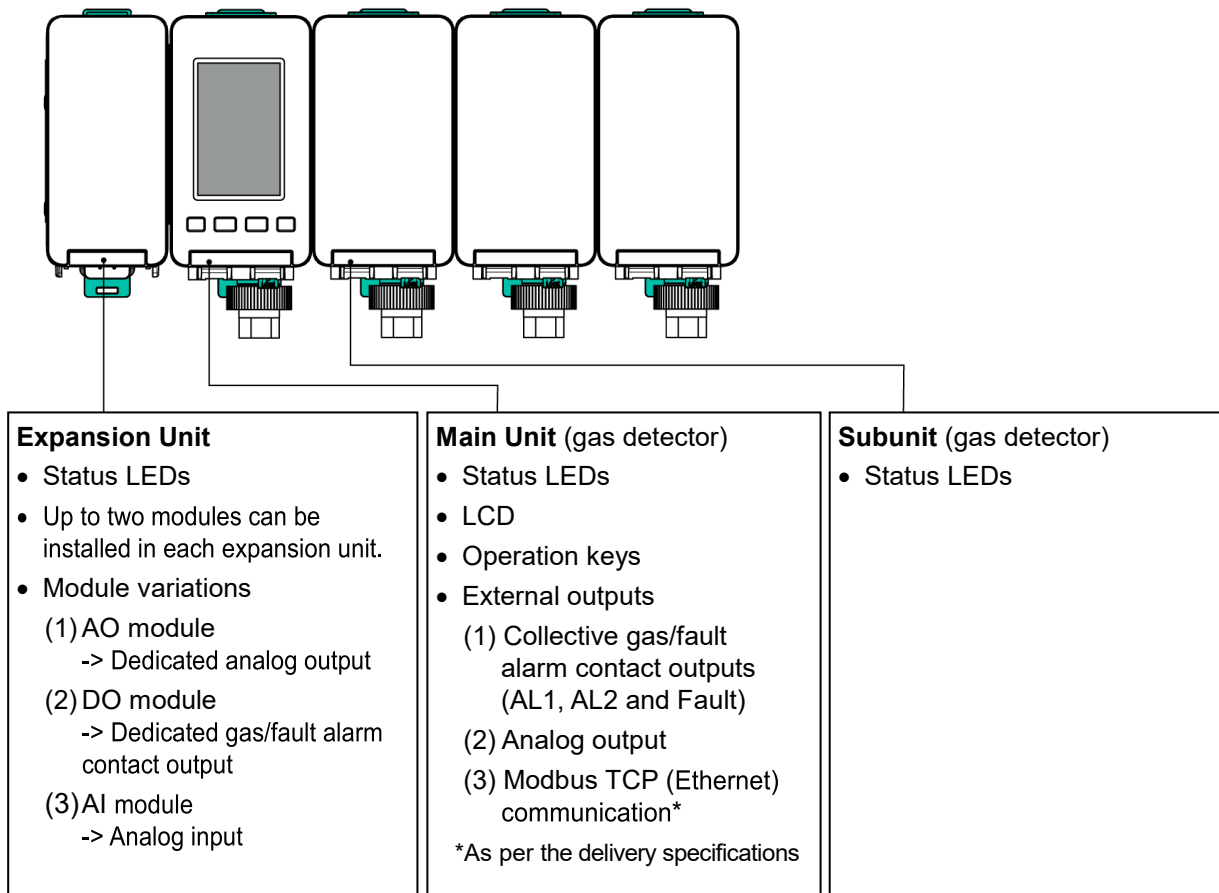 Expansion Unit
• Status LEDs
• Up to two modules can be
installed in each expansion unit.
• Module variations
(1) AO module
-> Dedicated analog output
(2) DO module
-> Dedicated gas/fault alarm
contact output
(3) AI module
-> Analog input
Main Unit (gas detector)
• Status LEDs
• LCD
• Operation keys
• External outputs
(1) Collective gas/fault
alarm contact outputs
(AL1, AL2 and Fault)
(2) Analog output
(3) Modbus TCP (Ethernet)
communication*
*As per the delivery specifications
Subunit (gas detector)
• Status LEDs